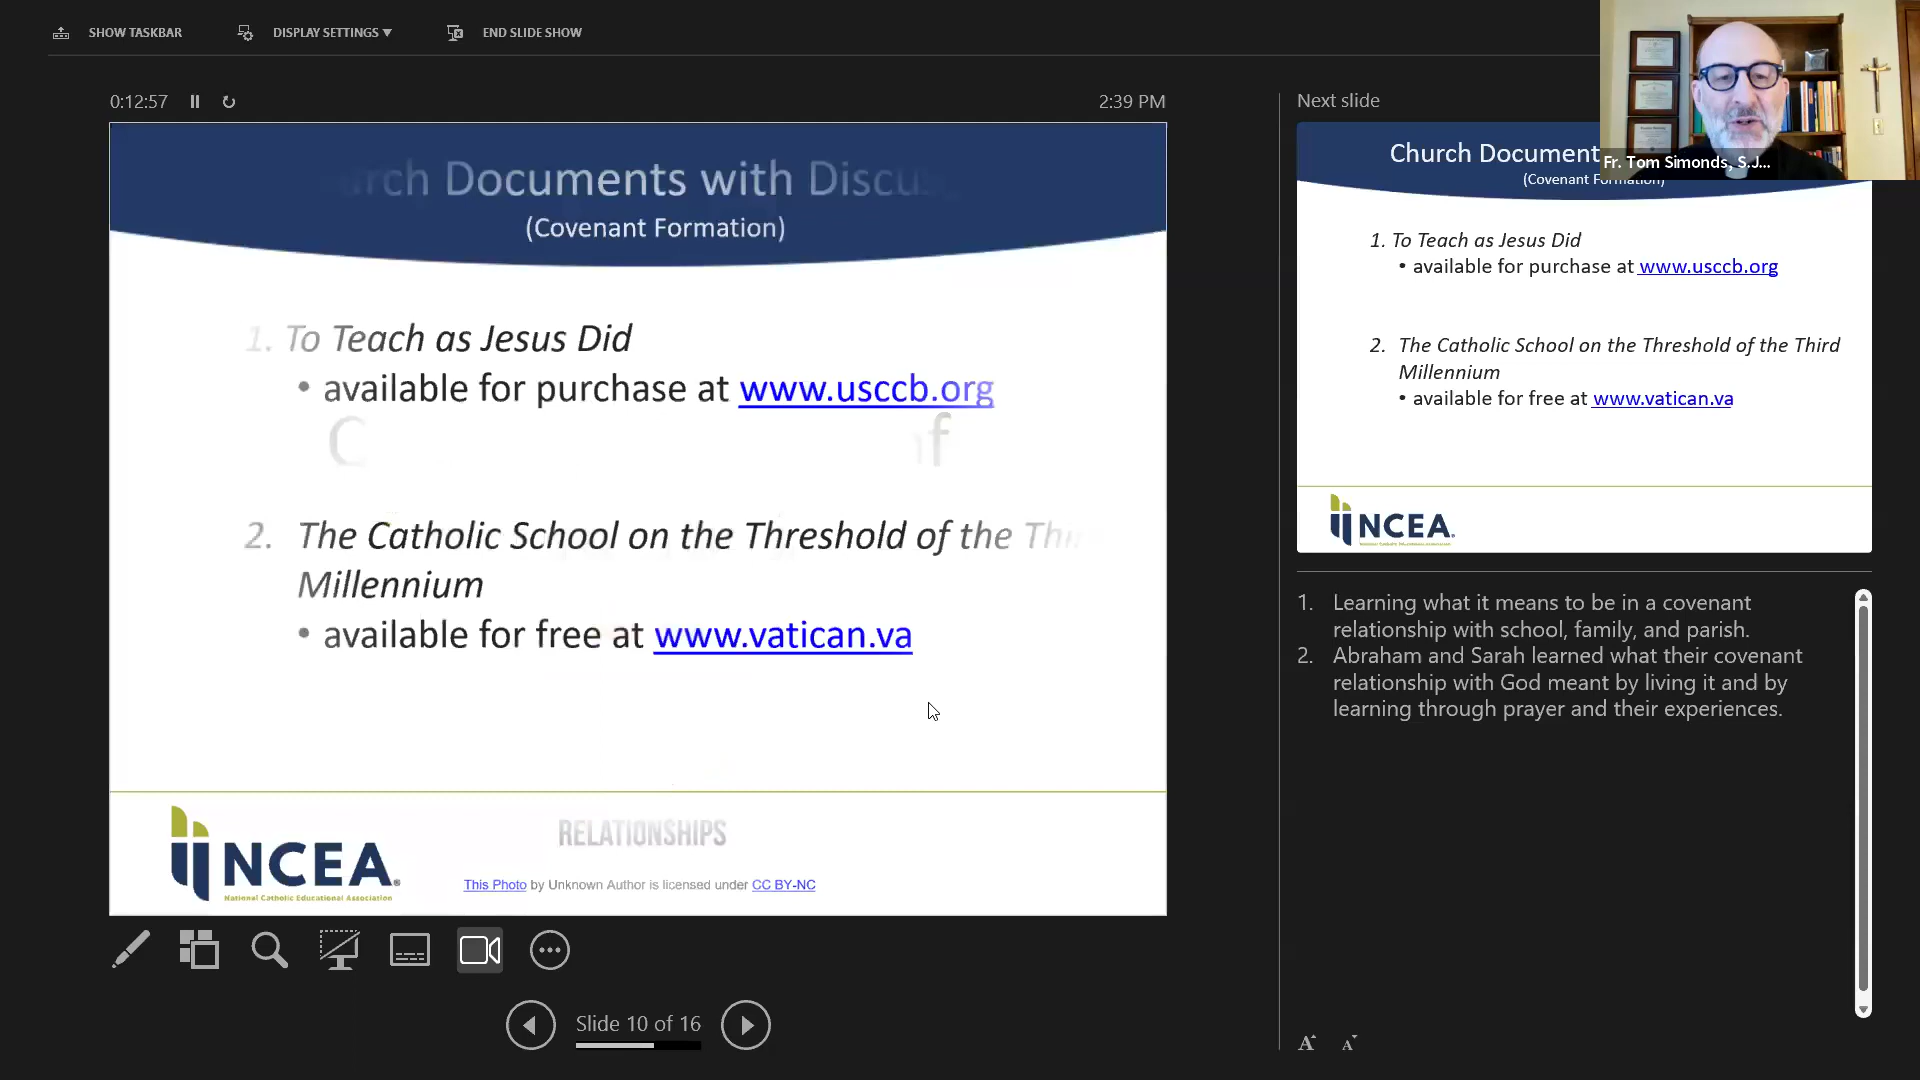 SHOW TASKBAR
DISPLAY SETTINGS ▼
END SLIDE SHOW
0:12:57
2:39 PM
Documents with
(Covenant Formation)
1. To Teach as Jesus Did
• available for purchase at www.usccb.org
C
f
2. The Catholic School on the Threshold of the
Millennium
• available for free at www.vatican.va
RELATIONSHIPS
NCEA®
National Catholic Educational Association
This Photo by Unknown Author is licensed under CC BY-NC
Slide 10 of 16
Next slide
Fr. Tom Simonds, S.J...
Church
(Covenant Formation)
1. To Teach as Jesus Did
• available for purchase at www.usccb.org
2. The Catholic School on the Threshold of the Third
Millennium
• available for free at www.vatican.va
NCEA.
1. Learning what it means to be in a covenant
relationship with school, family, and parish.
2. Abraham and Sarah learned what their covenant
relationship with God meant by living it and by
learning through prayer and their experiences.
A A